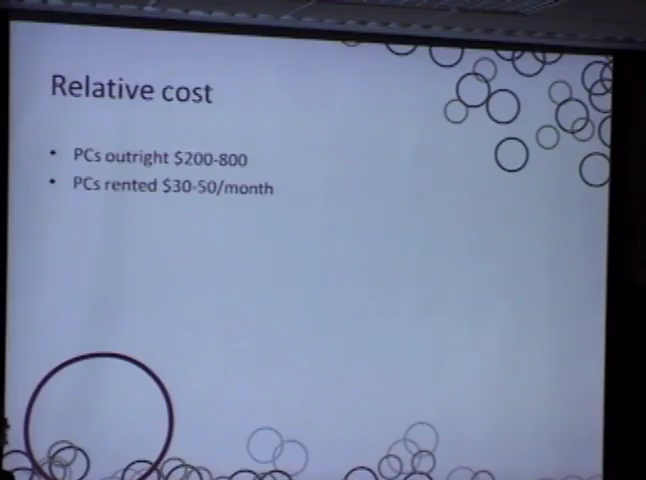 Relative cost
• PCs outright $200-800
• PCs rented $30-50/month